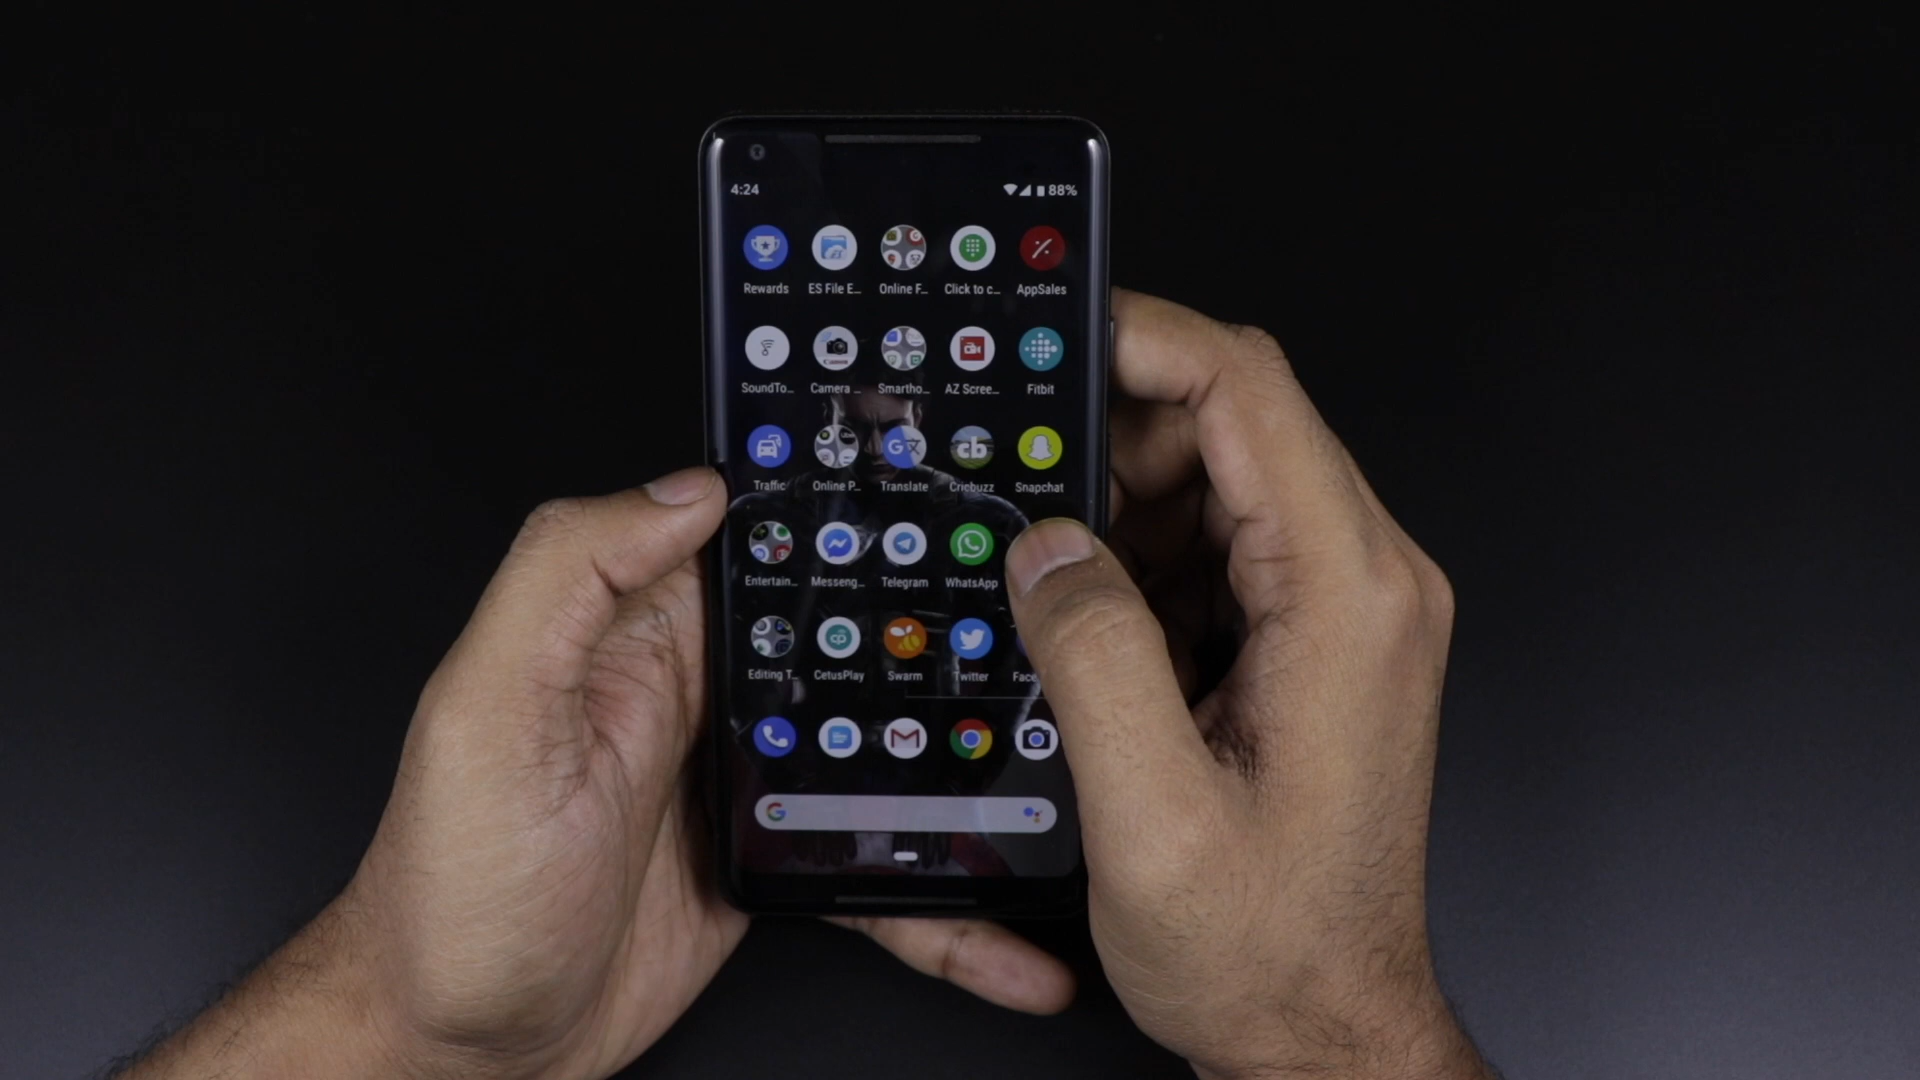 4:24 88%
Rewards ES File E... Online F... Click to c... AppSales
SoundTo... Camera ... Smartho... AZ Scree... Fitbit
Traffic Online P... Translate Cricbuzz Snapchat
Entertain... Messeng... Telegram WhatsApp
Editing T... CetusPlay Swarm Twitter Face